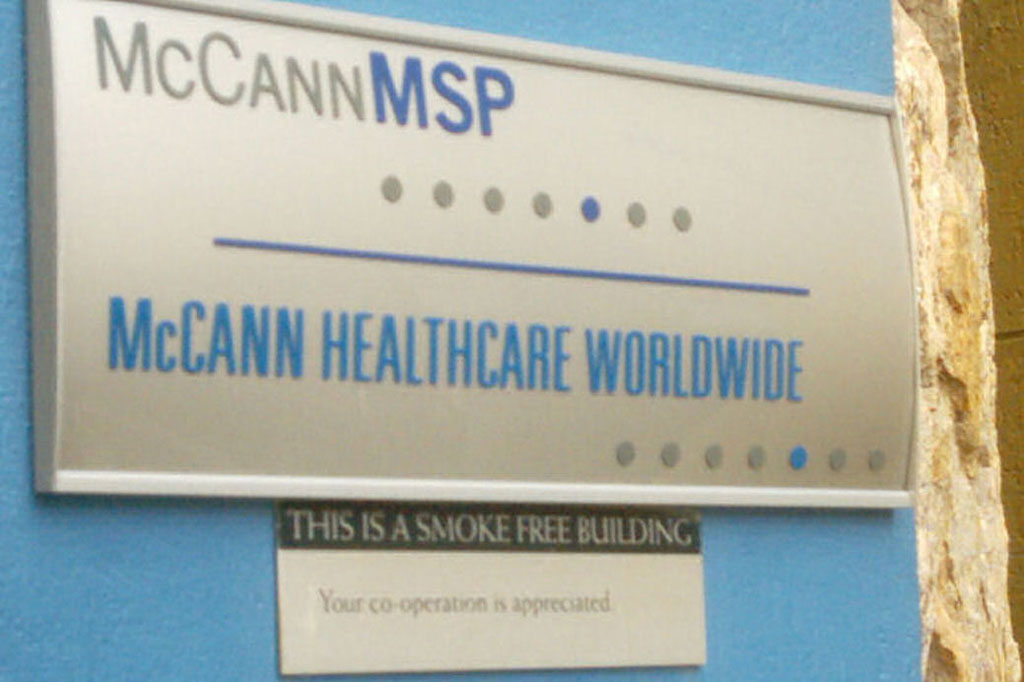 McCANNMSP
McCANN HEALTHCARE WORLDWIDE
THIS IS A SMOKE FREE BUILDING
Your co-operation is appreciated.